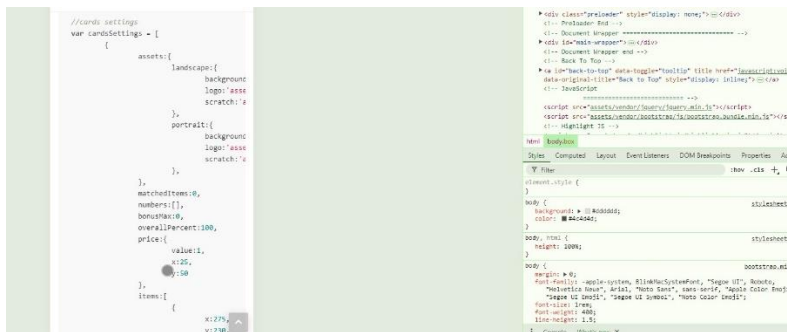 //cards settings
var cardsSettings = [
{
assets:{
landscape:{
background
logo:'asse
scratch:'a
},
portrait:{
background
logo:'asse
scratch:'a
},
},
matchedItems:0,
numbers:[],
bonusMax:0,
overallPercent:100,
price:{
value:1,
x:25,
y:50
},
items:[
{
x:275,
y:230
<div class="preloader" style="display: none;"></div>
<!-- Preloader End -->
<!-- Document Wrapper =============================== -->
<div id="main-wrapper"></div>
<!-- Document Wrapper end -->
<!-- Back To Top -->
<a id="back-to-top" data-toggle="tooltip" title href="javascript:voi
data-original-title="Back to Top" style="display: inline;"></a>
<!-- JavaScript
============================ -->
<script src="assets/vendor/jquery/jquery.min.js"></script>
<script src="assets/vendor/bootstrap/js/bootstrap.bundle.min.js"></s
<!-- Highlight JS -->
html body.box
Styles Computed Layout Event Listeners DOM Breakpoints Properties
Filter :hov .cls +
element.style {
}
body { stylesheet
background: #dddddd;
color: #4c4d4d;
}
body, html { stylesheet
height: 100%;
}
body { bootstrap.mi
margin: 0;
font-family: -apple-system, BlinkMacSystemFont, "Segoe UI", Roboto,
"Helvetica Neue", Arial, "Noto Sans", sans-serif, "Apple Color Emoji
"Segoe UI Emoji", "Segoe UI Symbol", "Noto Color Emoji";
font-size: 1rem;
font-weight: 400;
line-height: 1.5;